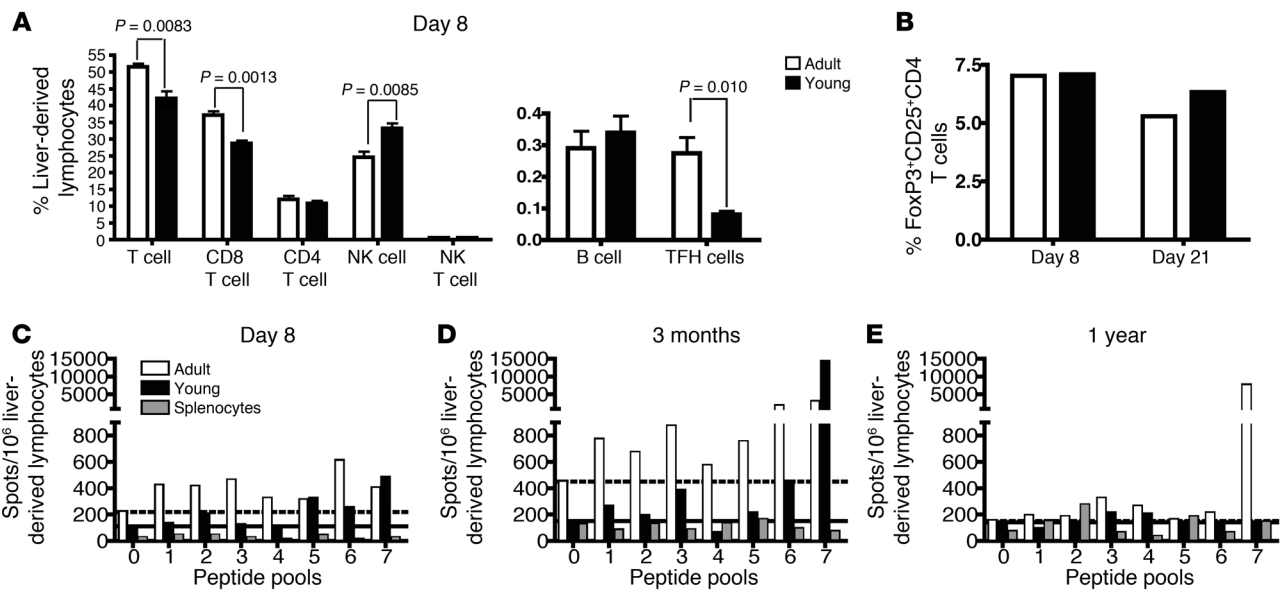 A
Day 8
P = 0.0083
P = 0.0013
P = 0.0085
% Liver-derived
lymphocytes
55
50
45
40
35
30
25
20
15
10
5
0
T cell
CD8
T cell
CD4
T cell
NK cell
NK
T cell
P = 0.010
0.4
0.3
0.2
0.1
0.0
B cell
TFH cells
Adult
Young
B
% FoxP3⁺CD25⁺CD4
T cells
7.5
5.0
2.5
0.0
Day 8
Day 21
C
Day 8
Spots/10⁶ liver-
derived lymphocytes
15000
10000
5000
800
600
400
200
0
Adult
Young
Splenocytes
0 1 2 3 4 5 6 7
Peptide pools
D
3 months
Spots/10⁶ liver-
derived lymphocytes
15000
10000
5000
800
600
400
200
0
0 1 2 3 4 5 6 7
Peptide pools
E
1 year
Spots/10⁶ liver-
derived lymphocytes
15000
10000
5000
800
600
400
200
0
0 1 2 3 4 5 6 7
Peptide pools